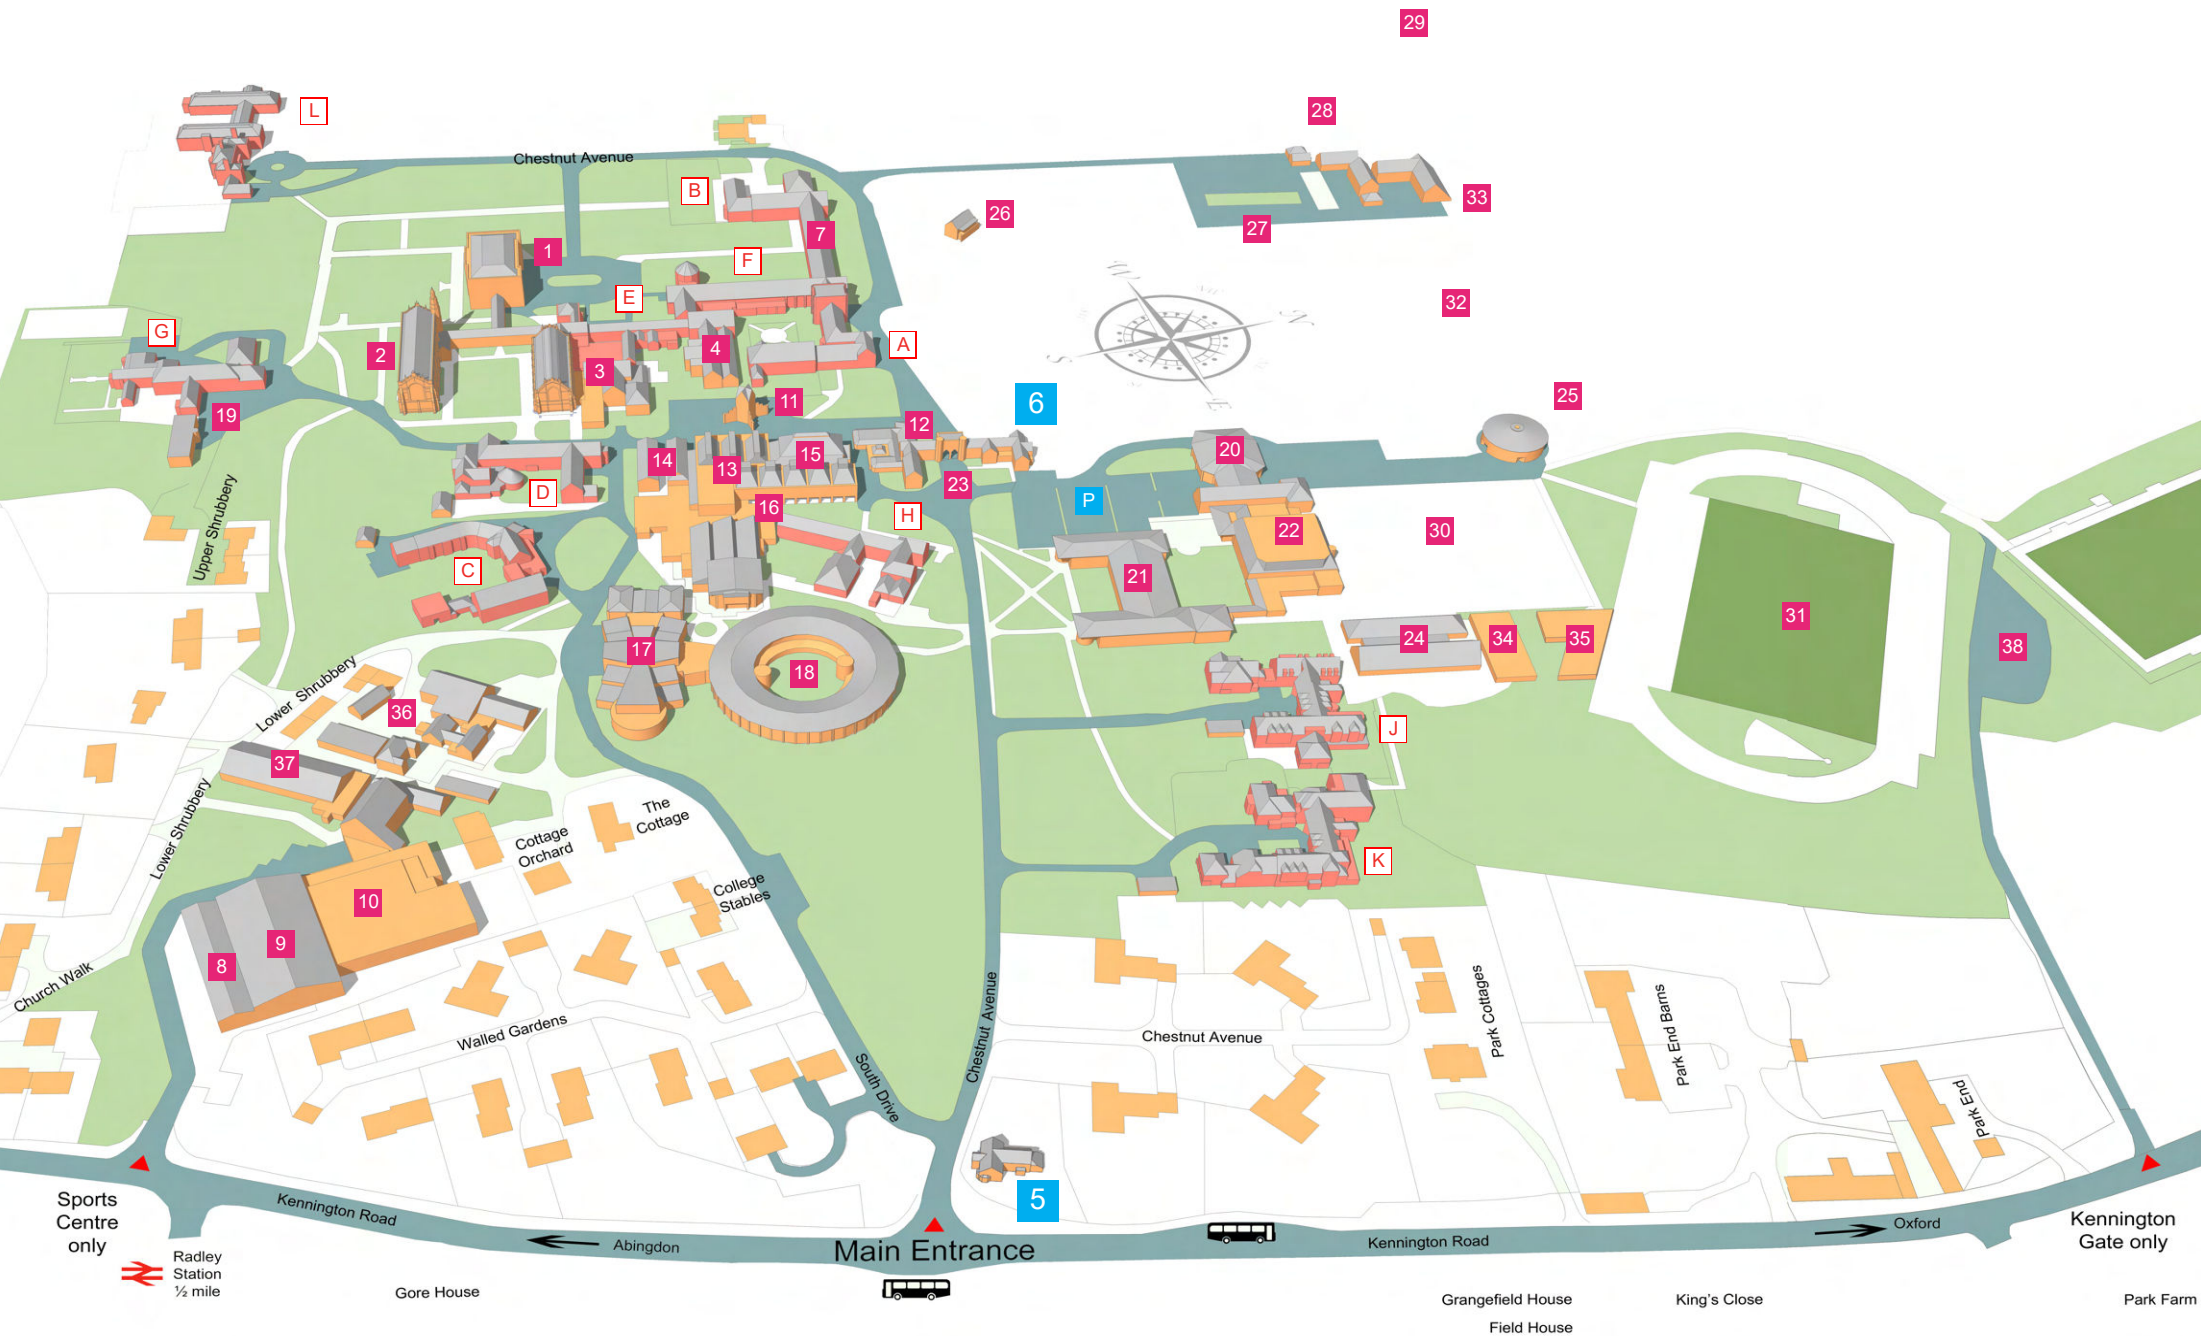 29
28
L
Chestnut Avenue
B
33
26
27
7
1
F
E
32
G
2
3
4
A
S
N
E
25
6
19
11
12
20
14
13
15
D
23
P
16
H
Upper Shrubbery
22
30
C
21
31
17
18
24
34
35
38
Lower Shrubbery
36
J
37
Lower Shrubbery
The
Cottage
Cottage
Orchard
K
10
College
Stables
9
8
Church Walk
Walled Gardens
South Drive
Chestnut Avenue
Chestnut Avenue
Park Cottages
Park End Barns
Park End
Sports
Centre
only
Kennington Road
5
Abingdon
Main Entrance
Kennington Road
Oxford
Kennington
Gate only
Radley
Station
½ mile
Gore House
Grangefield House
King's Close
Park Farm
Field House